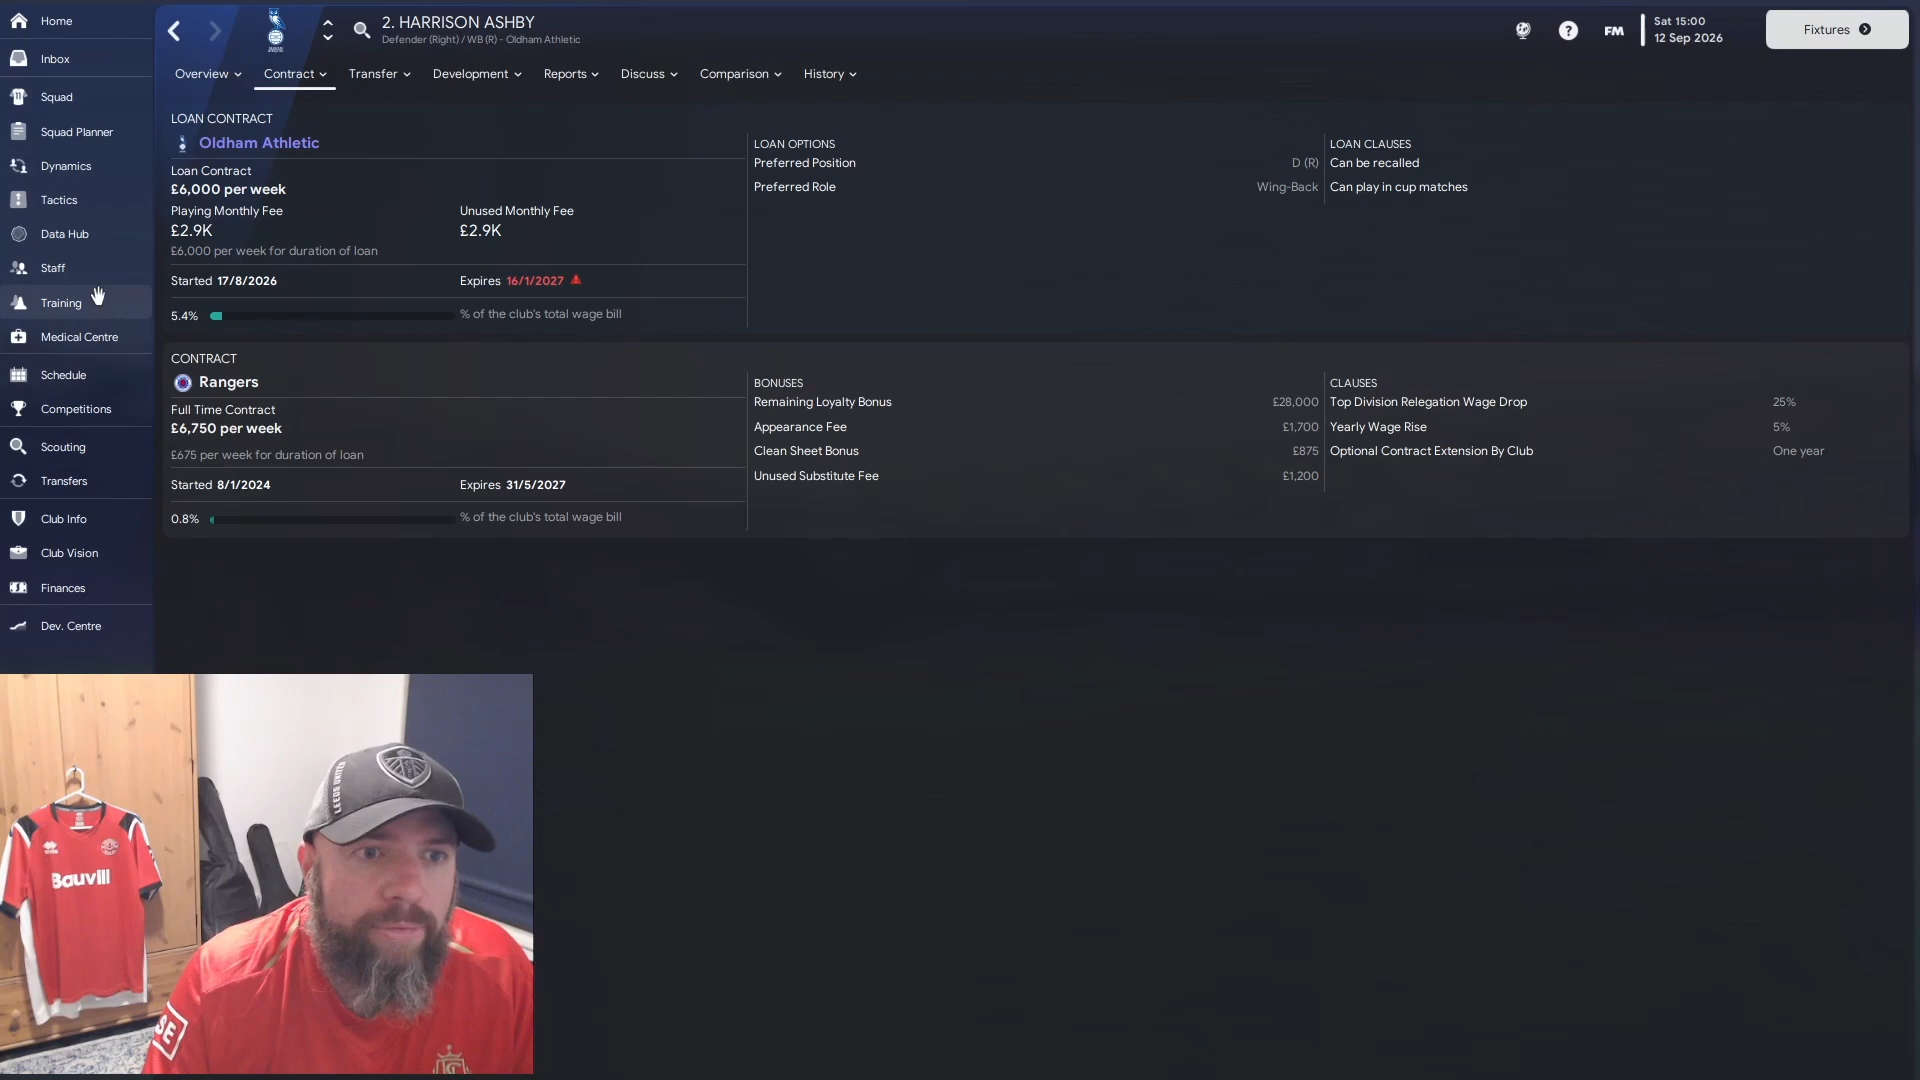 Home
Inbox
Squad
Squad Planner
Dynamics
Tactics
Data Hub
Staff
Training
Medical Centre
Schedule
Competitions
Scouting
Transfers
Club Info
Club Vision
Finances
Dev. Centre
2. HARRISON ASHBY
Defender (Right) / WB (R) - Oldham Athletic
FM
Sat 15:00
12 Sep 2026
Fixtures
Overview Contract Transfer Development Reports Discuss Comparison History
LOAN CONTRACT
Oldham Athletic
Loan Contract
£6,000 per week
Playing Monthly Fee Unused Monthly Fee
£2.9K £2.9K
£6,000 per week for duration of loan
Started 17/8/2026 Expires 16/1/2027
5.4% % of the club's total wage bill
LOAN OPTIONS
Preferred Position D (R)
Preferred Role Wing-Back
LOAN CLAUSES
Can be recalled
Can play in cup matches
CONTRACT
Rangers
Full Time Contract
£6,750 per week
£675 per week for duration of loan
Started 8/1/2024 Expires 31/5/2027
0.8% % of the club's total wage bill
BONUSES
Remaining Loyalty Bonus £28,000
Appearance Fee £1,700
Clean Sheet Bonus £875
Unused Substitute Fee £1,200
CLAUSES
Top Division Relegation Wage Drop 25%
Yearly Wage Rise 5%
Optional Contract Extension By Club One year
LEEDS UNITED
Bauvill
SE